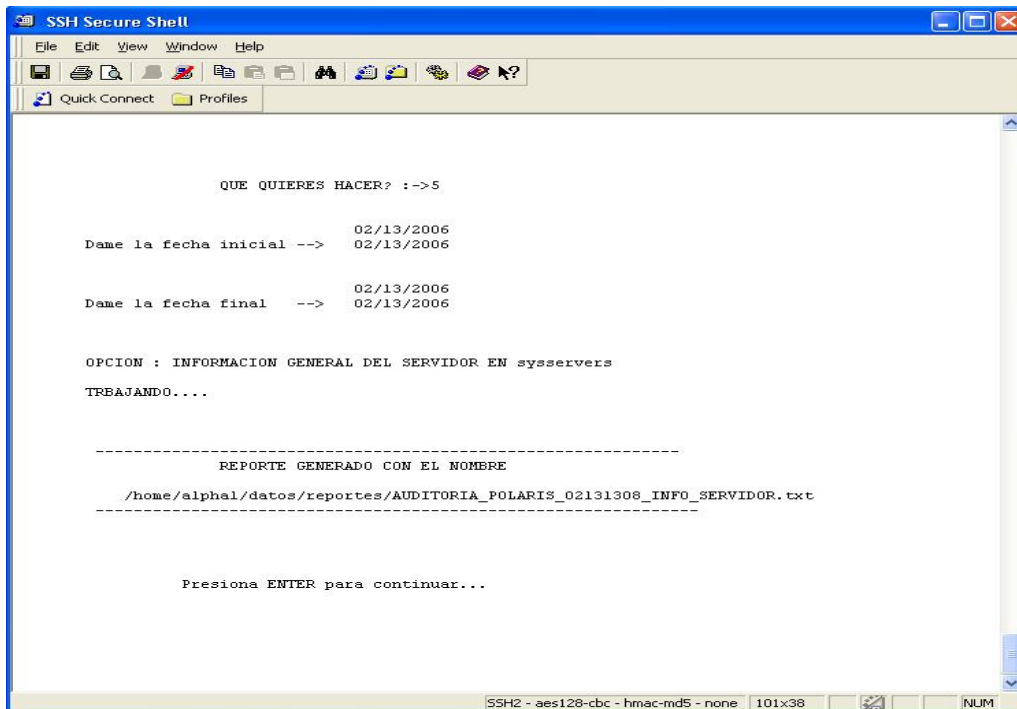 SSH Secure Shell
File Edit View Window Help
Quick Connect Profiles
QUE QUIERES HACER? :->5
02/13/2006
Dame la fecha inicial --> 02/13/2006
02/13/2006
Dame la fecha final --> 02/13/2006
OPCION : INFORMACION GENERAL DEL SERVIDOR EN sysservers
TRBAJANDO....
------------------------------------------------------------
REPORTE GENERADO CON EL NOMBRE
/home/alphal/datos/reportes/AUDITORIA_POLARIS_02131308_INFO_SERVIDOR.txt
--------------------------------------------------------------
Presiona ENTER para continuar...
SSH2 - aes128-cbc - hmac-md5 - none 101x38 NUM